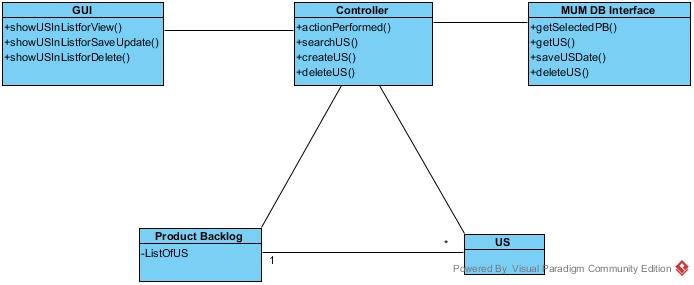 GUI
+showUSInListforView()
+showUSInListforSaveUpdate()
+showUSInListforDelete()
Controller
+actionPerformed()
+searchUS()
+createUS()
+deleteUS()
MUM DB Interface
+getSelectedPB()
+getUS()
+saveUSDate()
+deleteUS()
Product Backlog
-ListOfUS
1
*
US
Powered By Visual Paradigm Community Edition